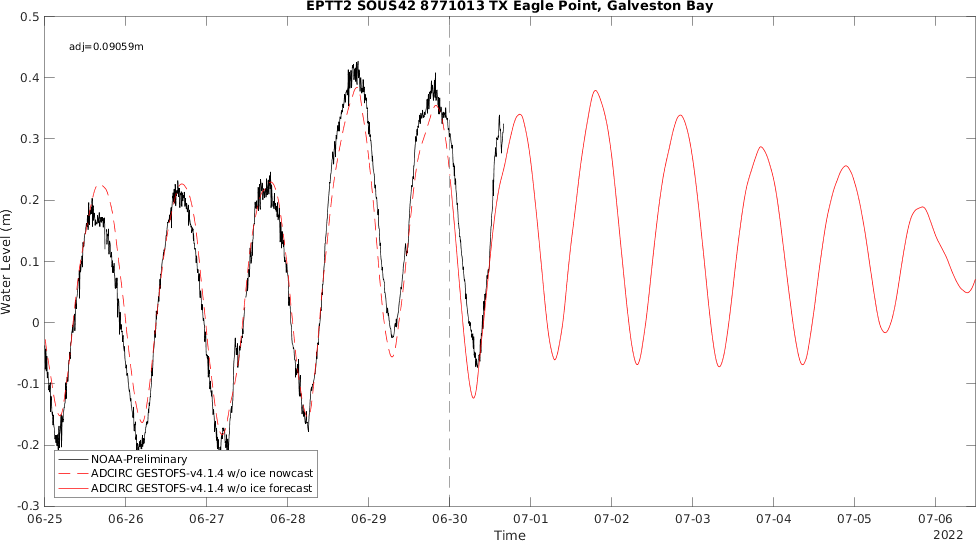 EPTT2 SOUS42 8771013 TX Eagle Point, Galveston Bay
adj=0.09059m
0.5
0.4
0.3
0.2
0.1
0
-0.1
-0.2
-0.3
Water Level (m)
NOAA-Preliminary
ADCIRC GESTOFS-v4.1.4 w/o ice nowcast
ADCIRC GESTOFS-v4.1.4 w/o ice forecast
06-25 06-26 06-27 06-28 06-29 06-30 07-01 07-02 07-03 07-04 07-05 07-06
Time
2022